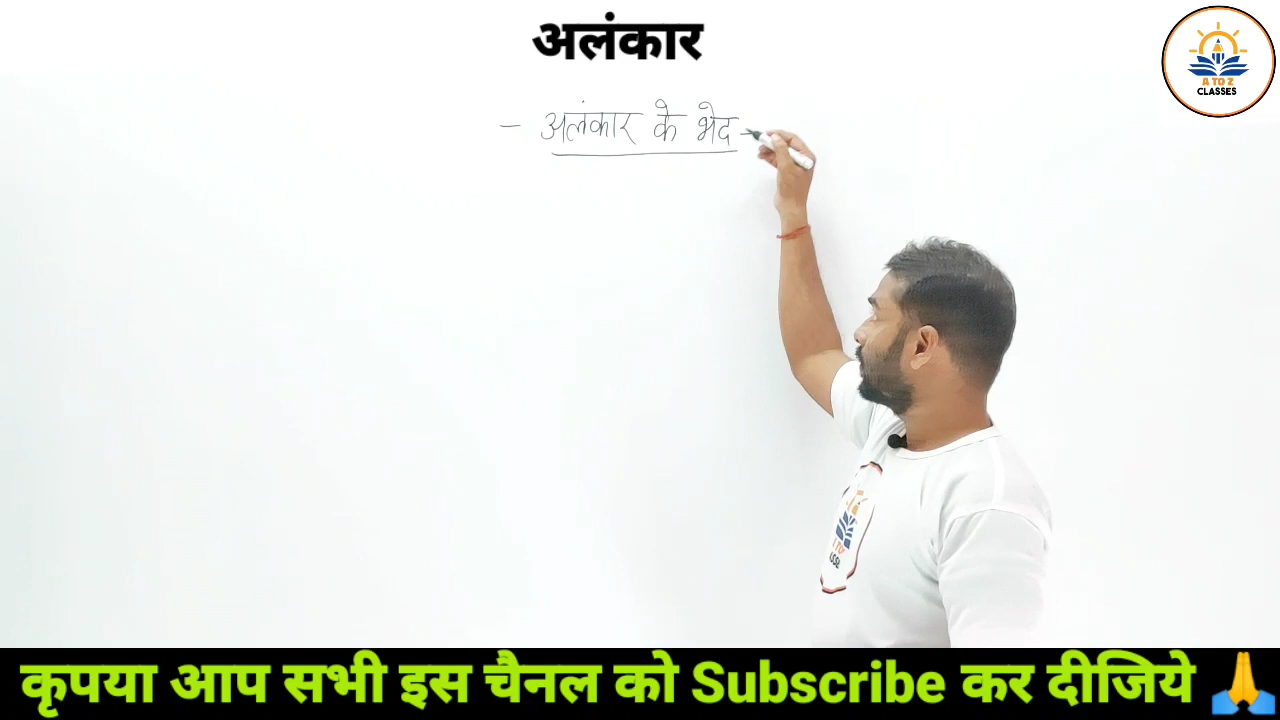 अलंकार
A TO Z
CLASSES
- अलंकार के भेद -
कृपया आप सभी इस चैनल को Subscribe कर दीजिये 🙏